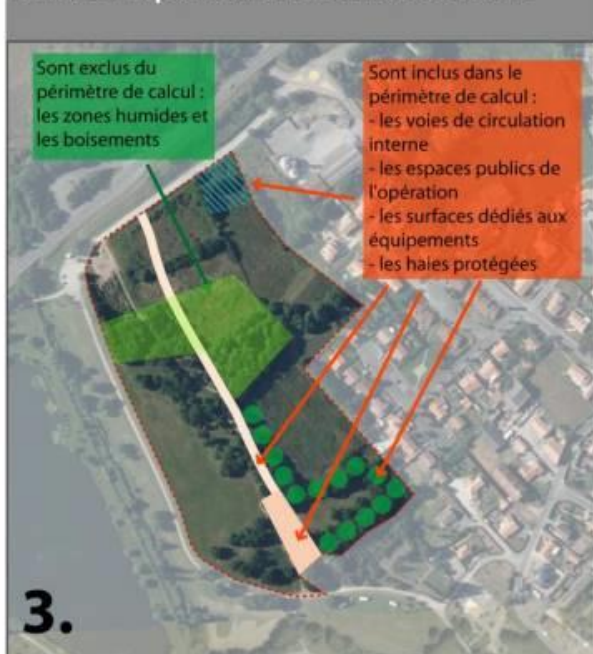 Sont exclus du
périmètre de calcul :
les zones humides et
les boisements
Sont inclus dans le
périmètre de calcul :
- les voies de circulation
interne
- les espaces publics de
l'opération
- les surfaces dédiés aux
équipements
- les haies protégées
3.